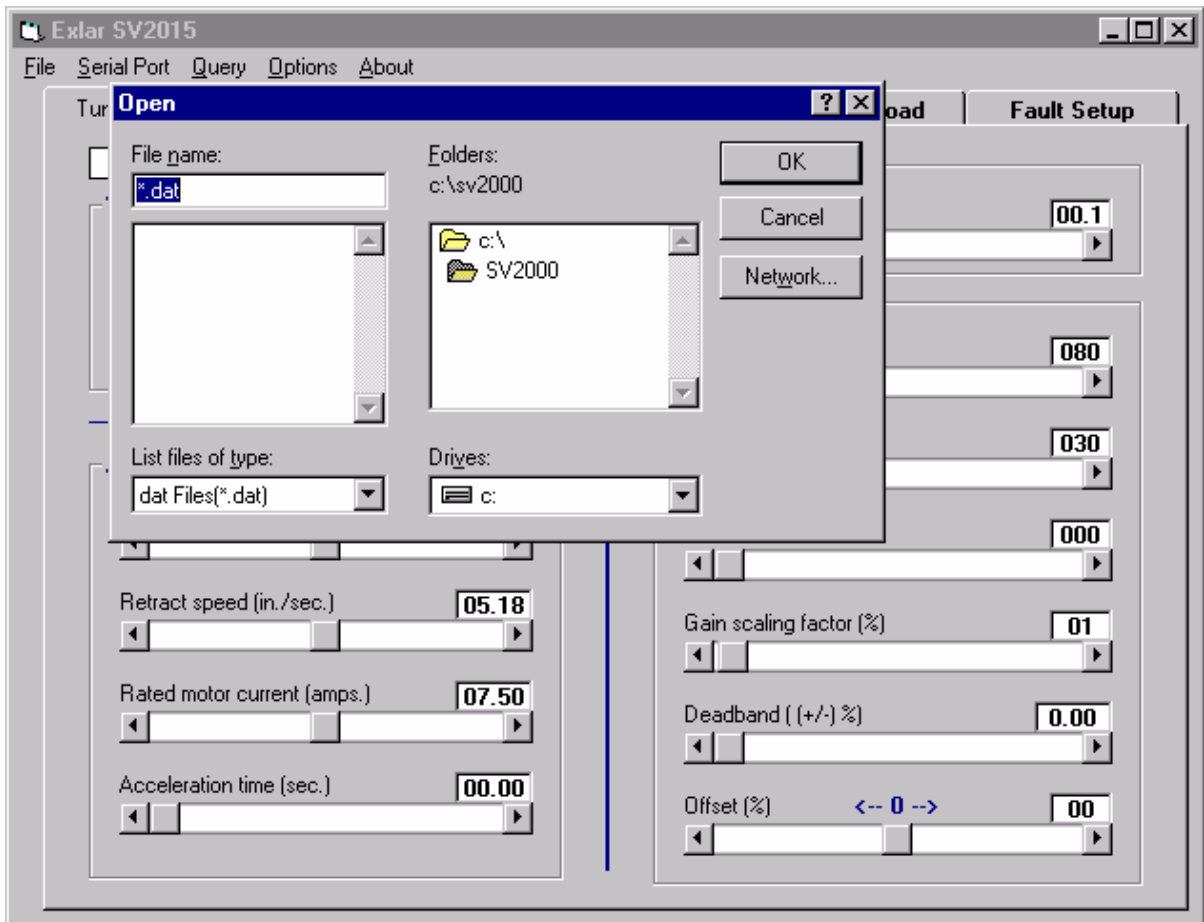 Exlar SV2015
File Serial Port Query Options About
Tu
Open
oad
Fault Setup
File name:
*.dat
Folders:
c:\sv2000
OK
Cancel
Network...
c:\
SV2000
List files of type:
dat Files(*.dat)
Drives:
c:
00.1
080
030
000
Retract speed (in./sec.)
05.18
Rated motor current (amps.)
07.50
Acceleration time (sec.)
00.00
Gain scaling factor (%)
01
Deadband ( (+/-) %)
0.00
Offset (%)
<-- 0 -->
00